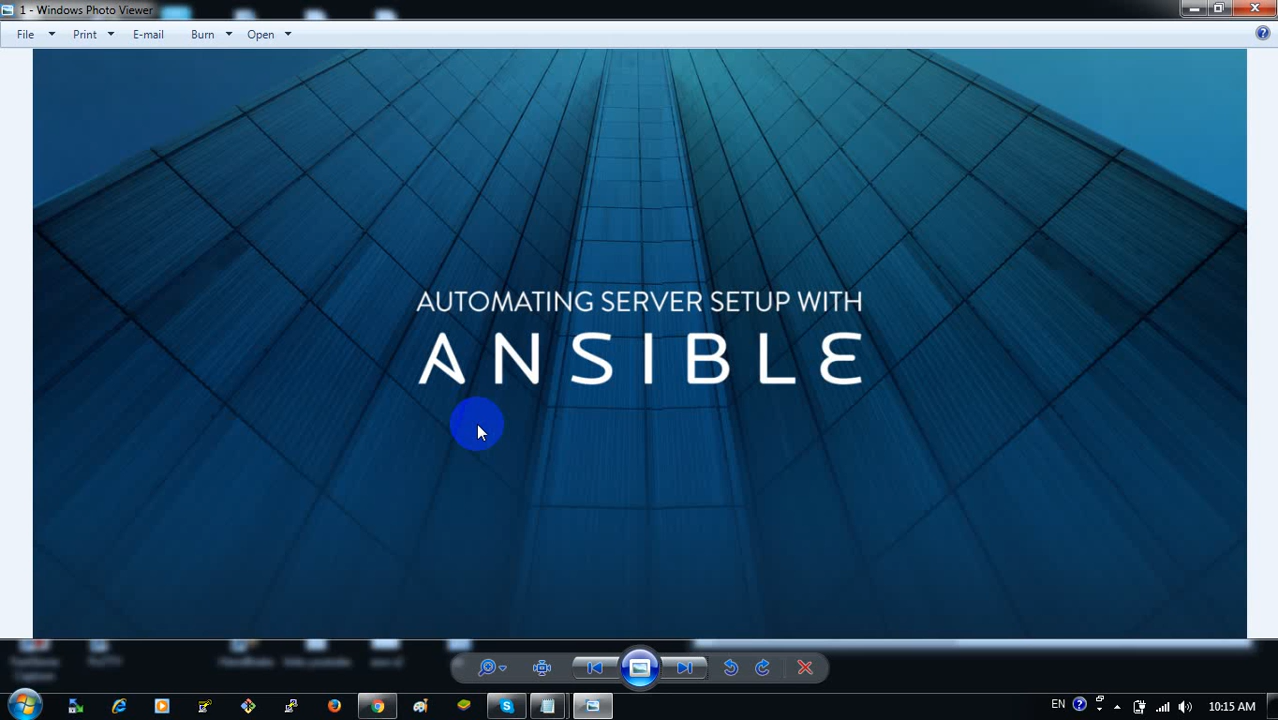 1 - Windows Photo Viewer
File Print E-mail Burn Open
AUTOMATING SERVER SETUP WITH
ANSIBLE
EN 10:15 AM